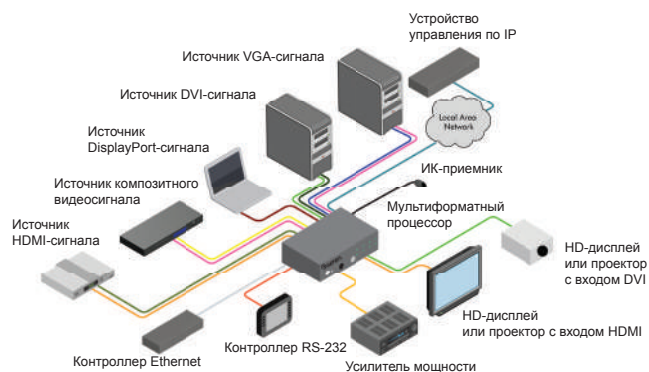 Устройство
управления по IP
Источник VGA-сигнала
Источник DVI-сигнала
Local Area
Network
Источник
DisplayPort-сигнала
ИК-приемник
Источник композитного
видеосигнала
Мультиформатный
процессор
Источник
HDMI-сигнала
HD-дисплей
или проектор
с входом DVI
HD-дисплей
или проектор с входом HDMI
Контроллер RS-232
Контроллер Ethernet
Усилитель мощности